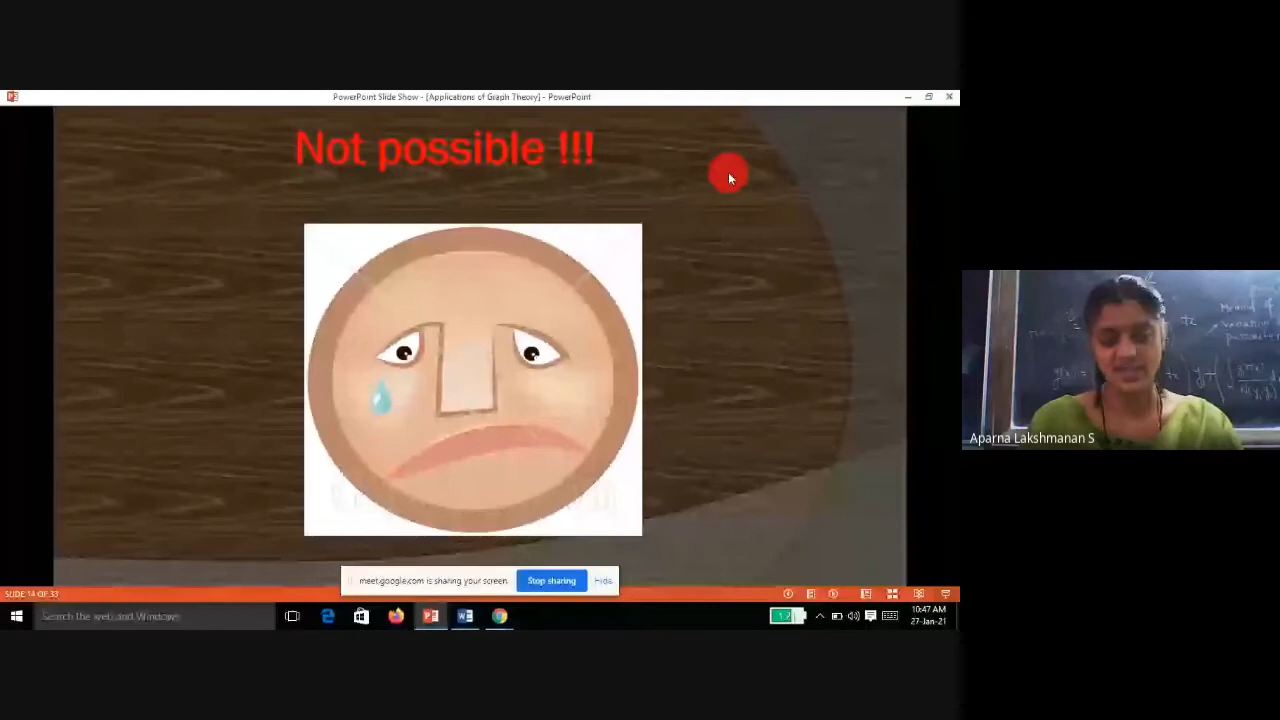 PowerPoint Slide Show - [Applications of Graph Theory] - PowerPoint
Not possible !!!
Aparna Lakshmanan S
meet.google.com is sharing your screen.
Stop sharing
Hide
SLIDE 14 OF 33
Search the web and Windows
10:47 AM
27-Jan-21